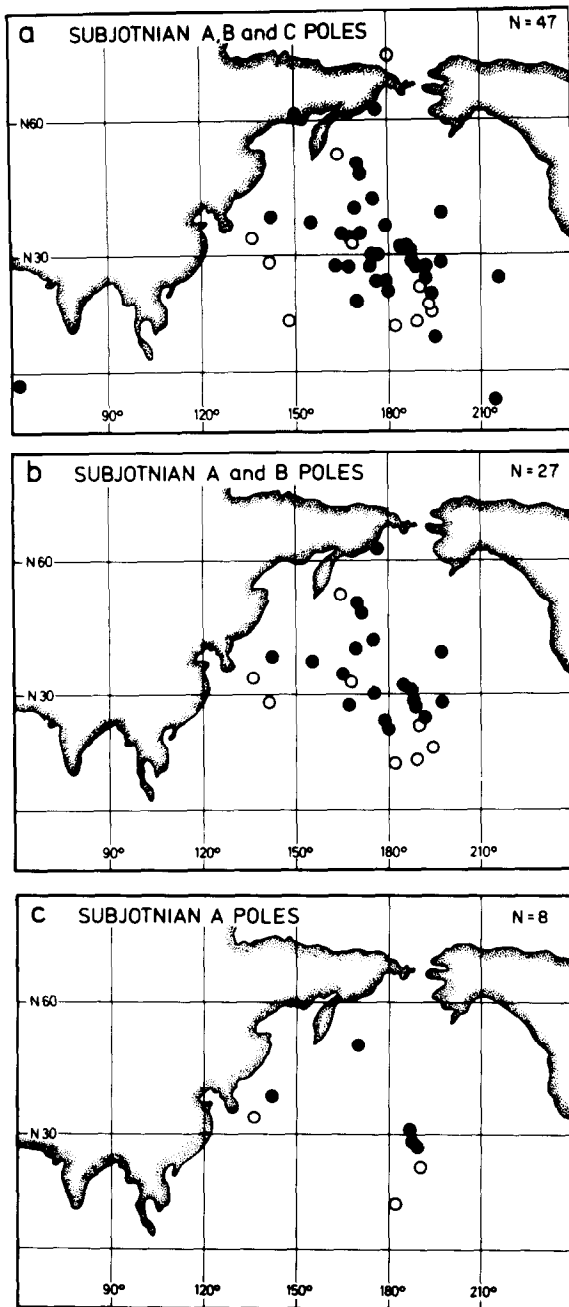 a SUBJOTNIAN A, B and C POLES N = 47
N60
N30
90° 120° 150° 180° 210°
b SUBJOTNIAN A and B POLES N = 27
N 60
N 30
90° 120° 150° 180° 210°
c SUBJOTNIAN A POLES N = 8
N 60
N 30
90° 120° 150° 180° 210°